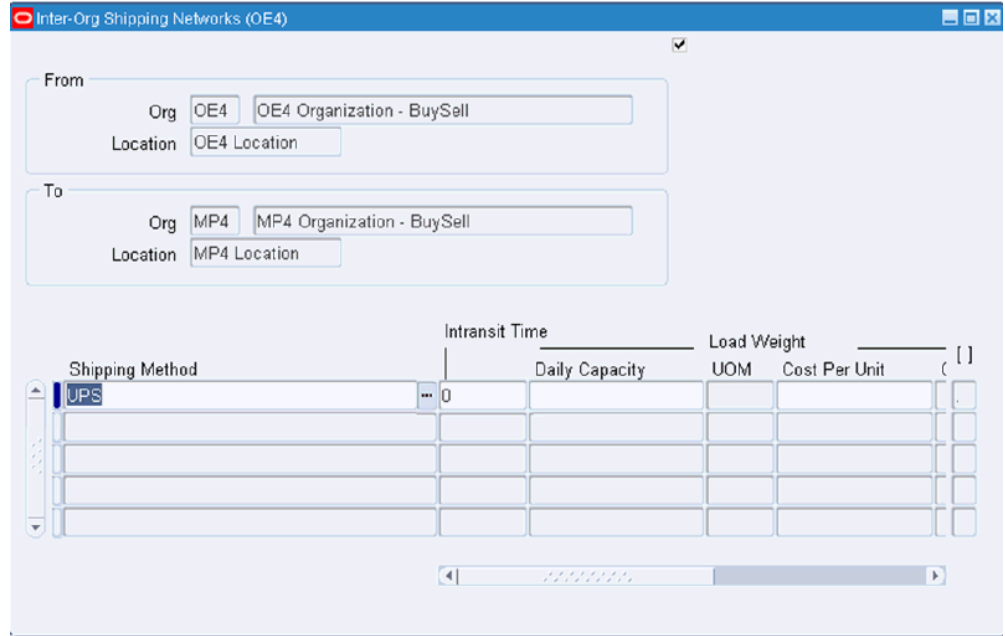 Inter-Org Shipping Networks (OE4)
From
Org OE4 OE4 Organization - BuySell
Location OE4 Location
To
Org MP4 MP4 Organization - BuySell
Location MP4 Location
Intransit Time Load Weight
Shipping Method Daily Capacity UOM Cost Per Unit [ ]
UPS ... 0 .